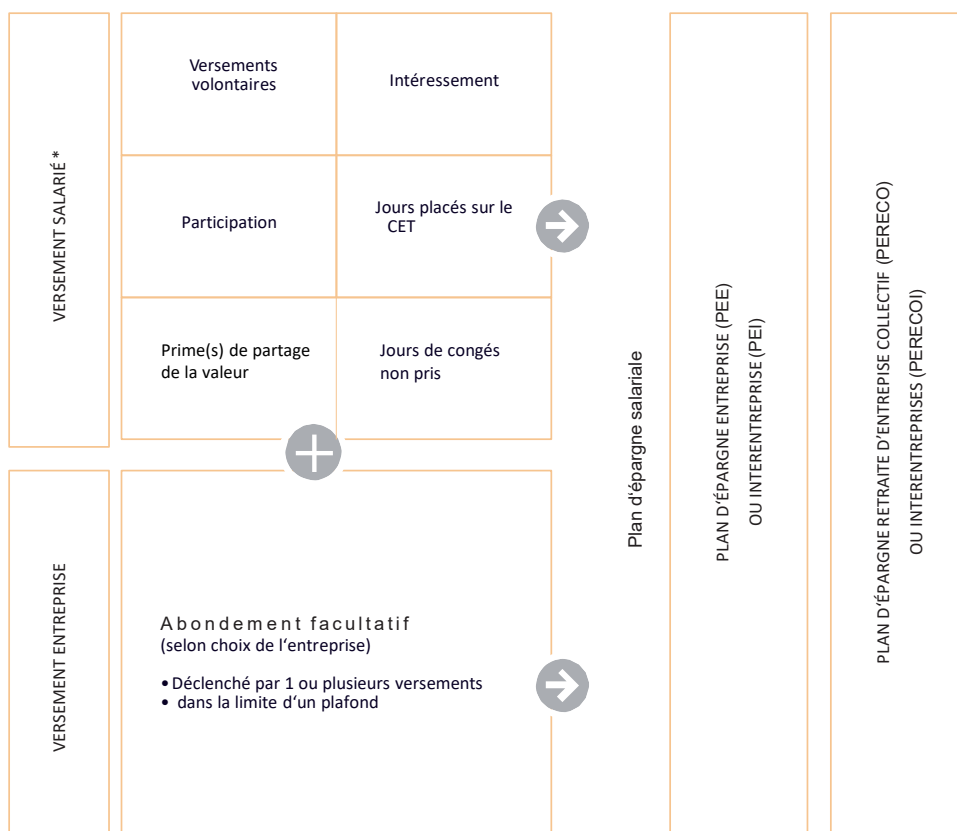 VERSEMENT SALARIÉ *
Versements
volontaires
Intéressement
Participation
Jours placés sur le
CET
Prime(s) de partage
de la valeur
Jours de congés
non pris
VERSEMENT ENTREPRISE
Abondement facultatif
(selon choix de l'entreprise)
• Déclenché par 1 ou plusieurs versements
• dans la limite d'un plafond
Plan d'épargne salariale
PLAN D'ÉPARGNE ENTREPRISE (PEE)
OU INTERENTREPRISE (PEI)
PLAN D'ÉPARGNE RETRAITE D'ENTREPISE COLLECTIF (PERECO)
OU INTERENTREPRISES (PERECOI)